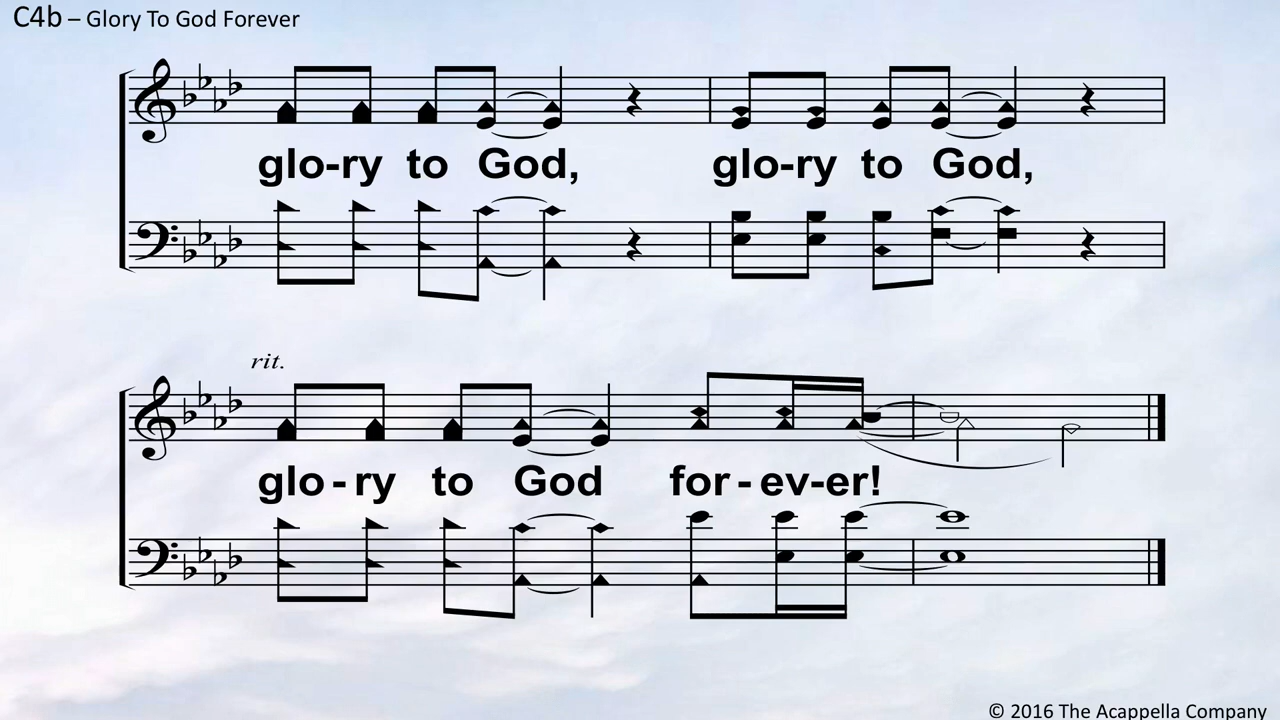 C4b – Glory To God Forever
glo-ry to God, glo-ry to God,
rit.
glo - ry to God for - ev-er!
© 2016 The Acappella Company